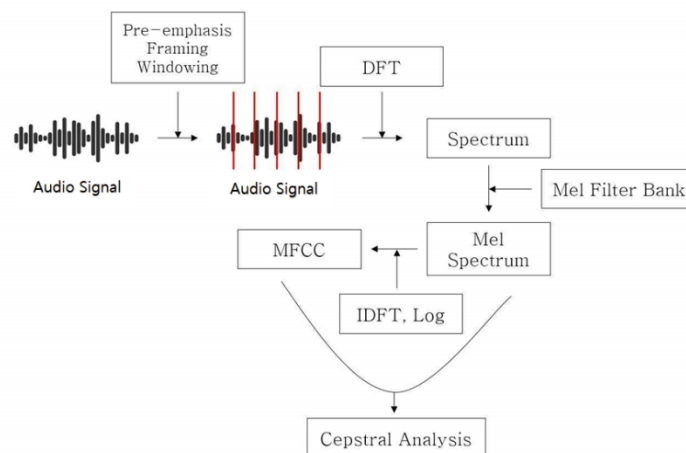 Pre-emphasis
Framing
Windowing
DFT
Audio Signal
Audio Signal
Spectrum
Mel Filter Bank
Mel
Spectrum
MFCC
IDFT, Log
Cepstral Analysis